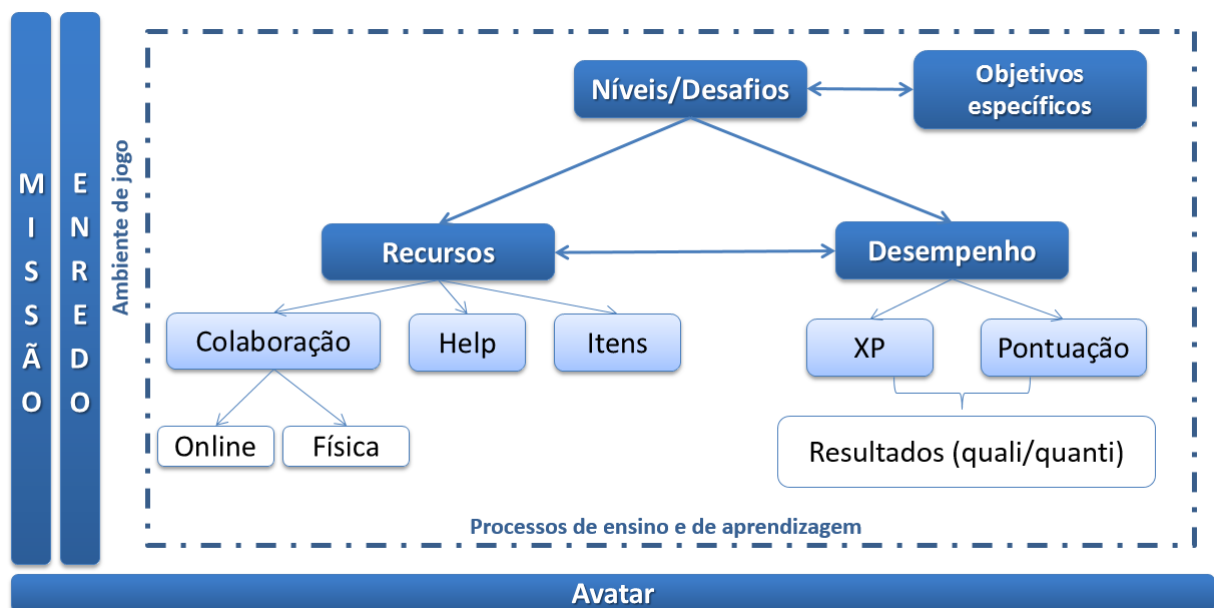 MISSÃO
ENREDO
Ambiente de jogo
Níveis/Desafios
Objetivos
específicos
Recursos
Desempenho
Colaboração
Help
Itens
XP
Pontuação
Online
Física
Resultados (quali/quanti)
Processos de ensino e de aprendizagem
Avatar